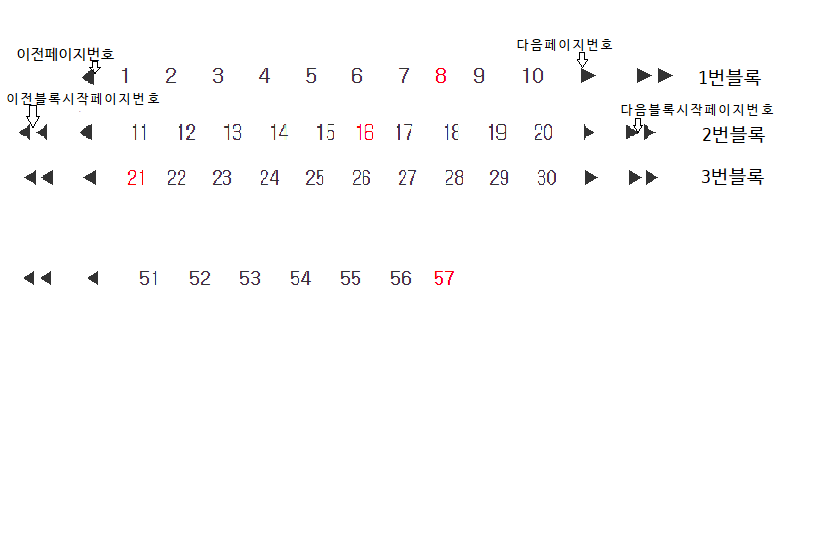 이전페이지번호 다음페이지번호
◀ 1 2 3 4 5 6 7 8 9 10 ▶ ▶▶ 1번블록
이전블록시작페이지번호 다음블록시작페이지번호
◀◀ ◀ 11 12 13 14 15 16 17 18 19 20 ▶ ▶▶ 2번블록
◀◀ ◀ 21 22 23 24 25 26 27 28 29 30 ▶ ▶▶ 3번블록
◀◀ ◀ 51 52 53 54 55 56 57